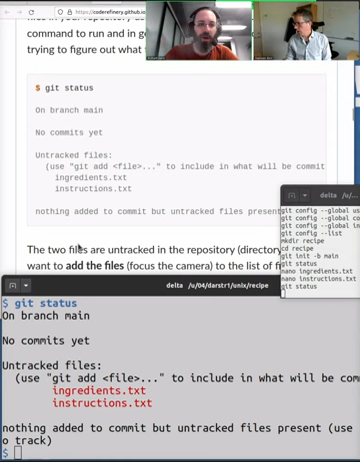 https://coderefinery.github.io
files in your repository
command to run and in
trying to figure out what
$ git status
On branch main
No commits yet
Untracked files:
(use "git add <file>..." to include in what will be commit
ingredients.txt
instructions.txt
nothing added to commit but untracked files present
The two files are untracked in the repository (directory
want to add the files (focus the camera) to the list of
delta /u/...
git config --global us
git config --global co
git config --global in
git config --list
mkdir recipe
cd recipe
git init -b main
git status
nano ingredients.txt
nano instructions.txt
git status
delta /u/04/darstr1/unix/recipe
$ git status
On branch main
No commits yet
Untracked files:
(use "git add <file>..." to include in what will be com
ingredients.txt
instructions.txt
nothing added to commit but untracked files present (use
o track)
$